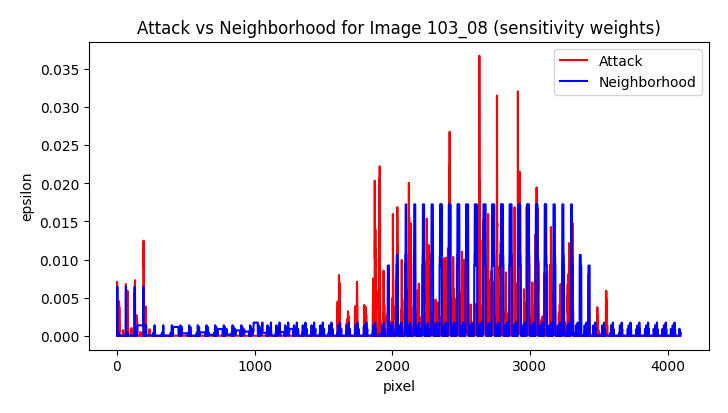 Attack vs Neighborhood for Image 103_08 (sensitivity weights)
Attack
Neighborhood
epsilon
0.035
0.030
0.025
0.020
0.015
0.010
0.005
0.000
0
1000
2000
3000
4000
pixel